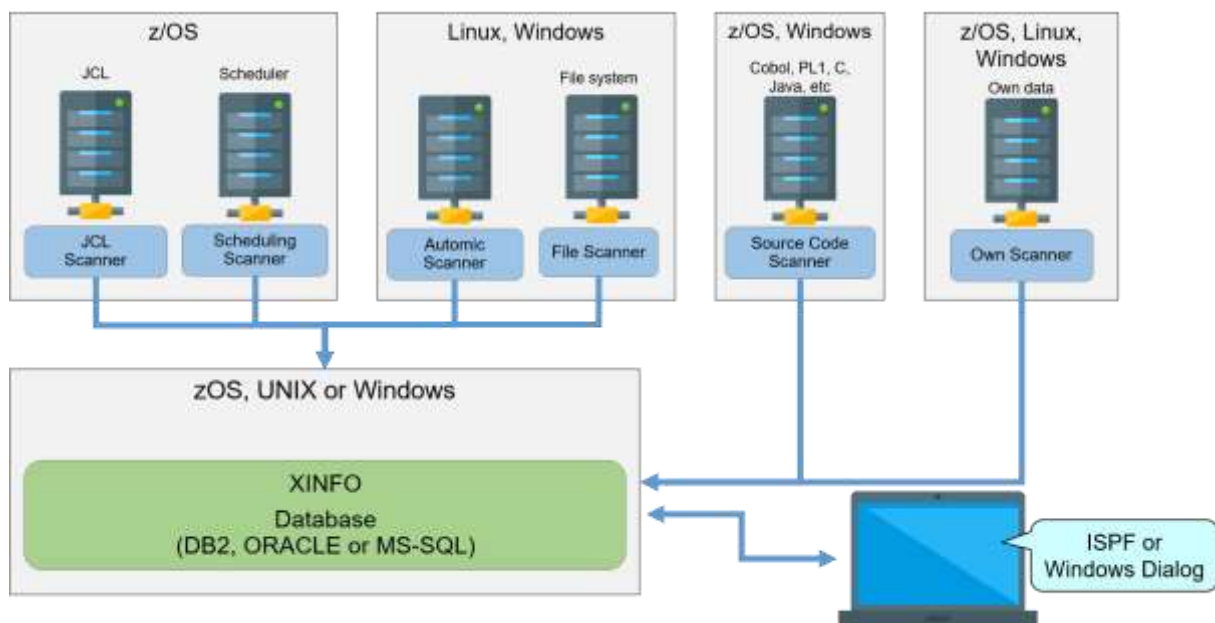 z/OS
JCL
Scheduler
JCL
Scanner
Scheduling
Scanner
Linux, Windows
File system
Automic
Scanner
File Scanner
z/OS, Windows
Cobol, PL1, C,
Java, etc
Source Code
Scanner
z/OS, Linux,
Windows
Own data
Own Scanner
zOS, UNIX or Windows
XINFO
Database
(DB2, ORACLE or MS-SQL)
ISPF or
Windows Dialog